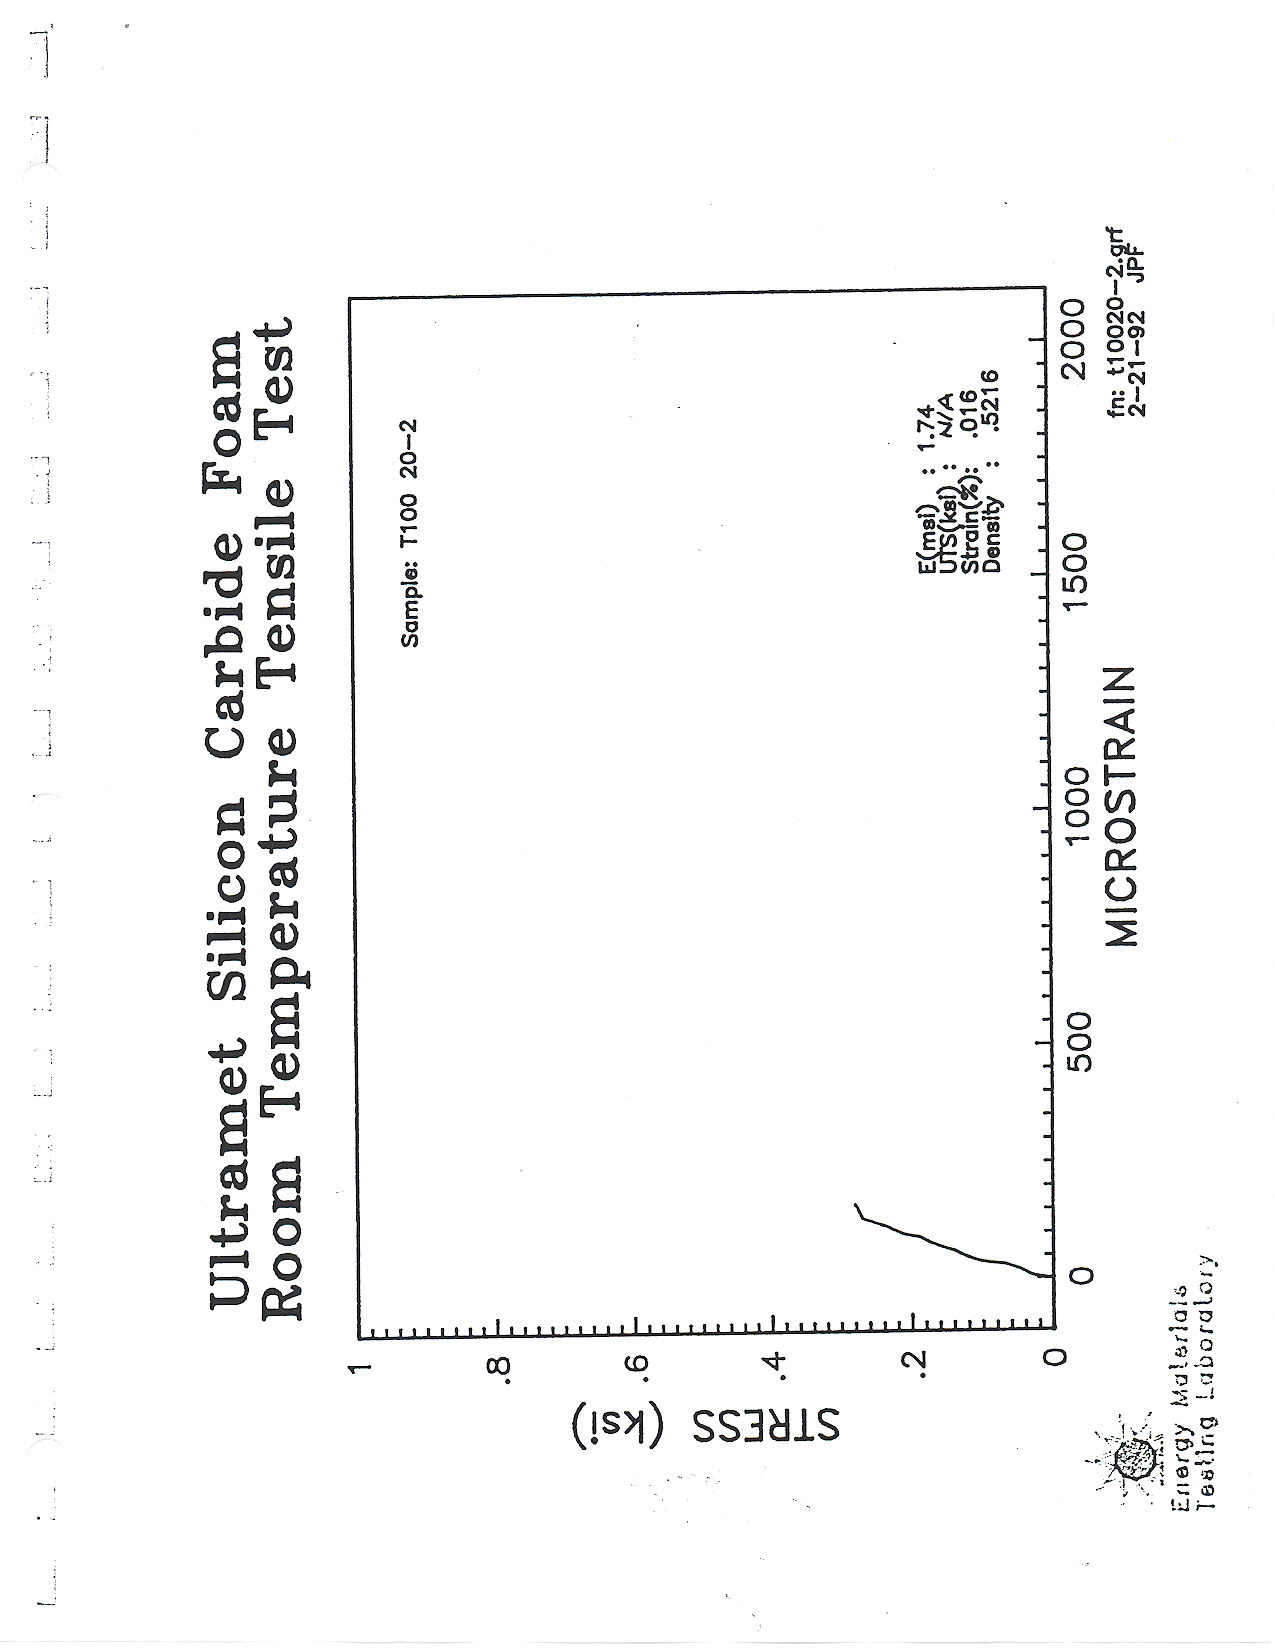 Ultramet Silicon Carbide Foam
Room Temperature Tensile Test
Sample: T100 20-2
1
.8
.6
.4
.2
0
STRESS (ksi)
E(msi) : 1.74
UTS(ksi) : N/A
Strain(%): .016
Density : .5216
0 500 1000 1500 2000
MICROSTRAIN
fn: t10020-2.grf
2-21-92 JPF
Energy Materials
Testing Laboratory